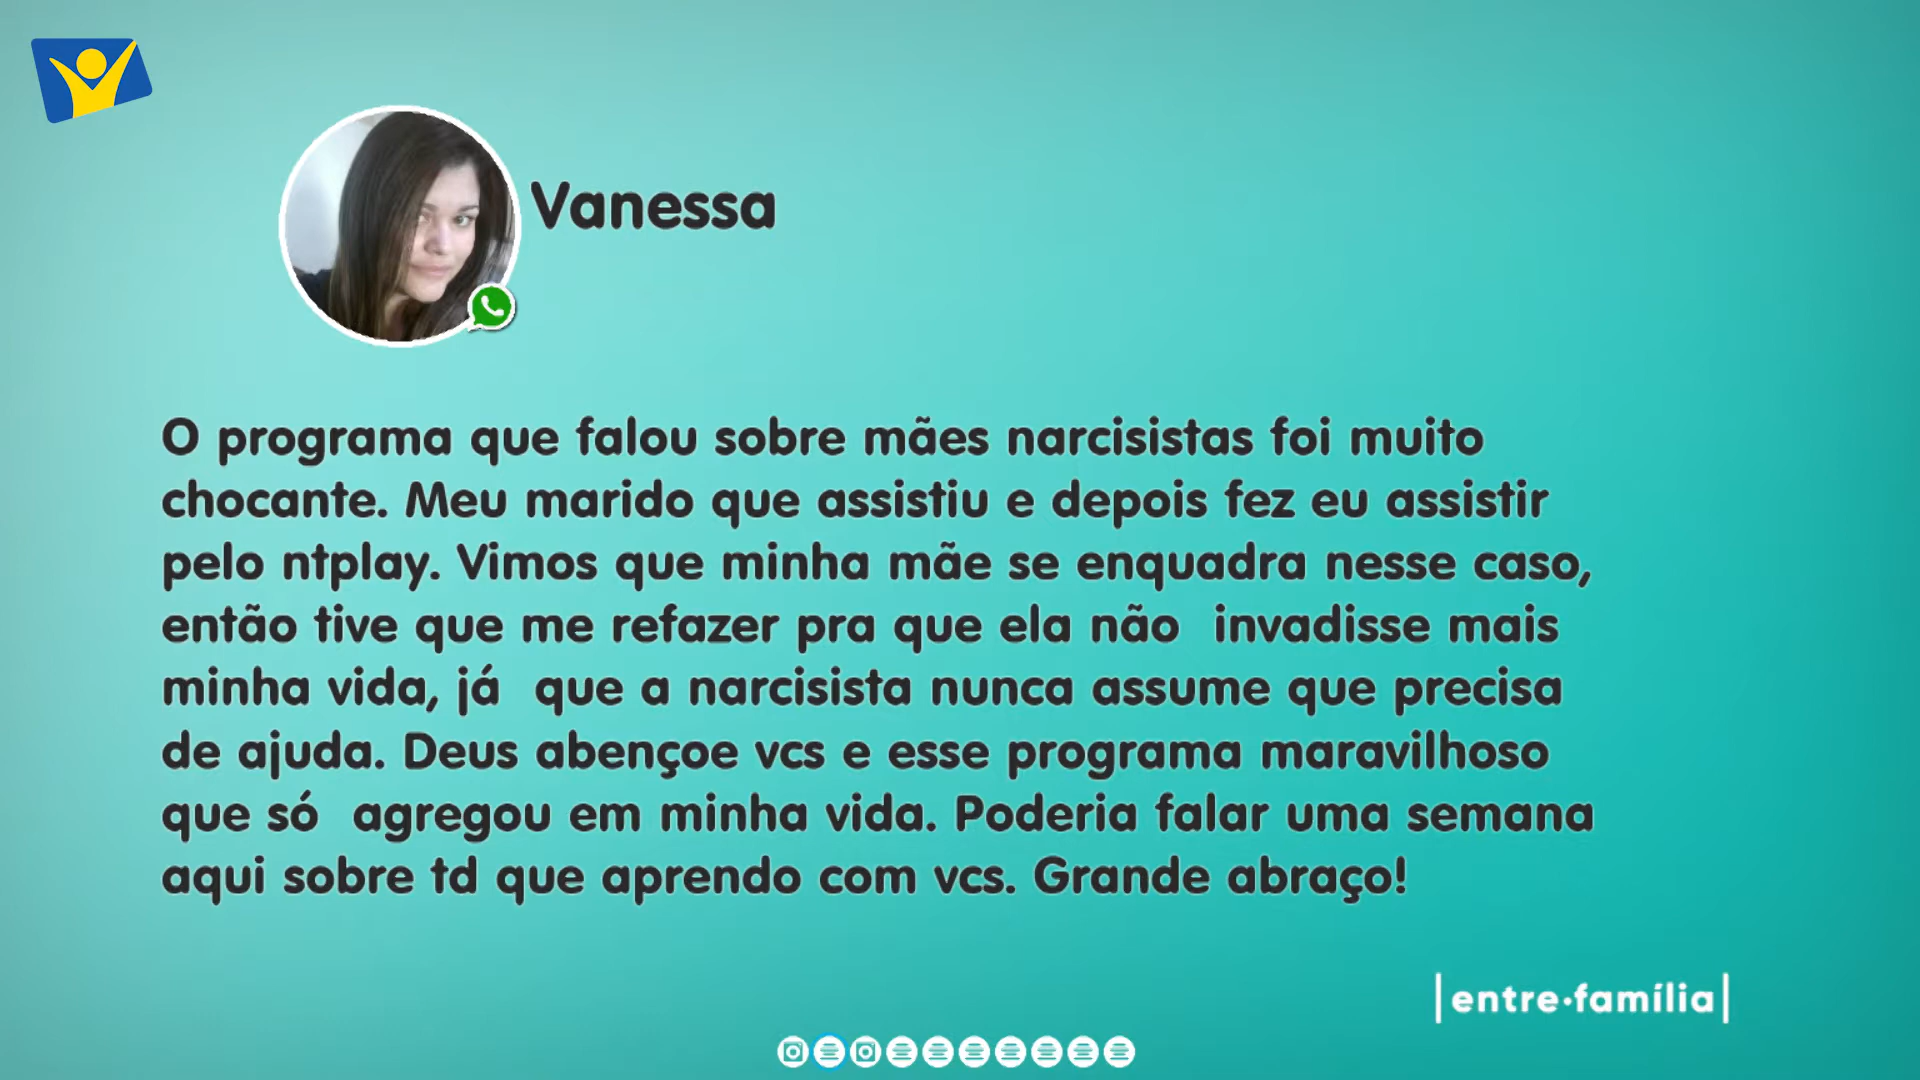 Vanessa
O programa que falou sobre mães narcisistas foi muito
chocante. Meu marido que assistiu e depois fez eu assistir
pelo ntplay. Vimos que minha mãe se enquadra nesse caso,
então tive que me refazer pra que ela não  invadisse mais
minha vida, já  que a narcisista nunca assume que precisa
de ajuda. Deus abençoe vcs e esse programa maravilhoso
que só  agregou em minha vida. Poderia falar uma semana
aqui sobre td que aprendo com vcs. Grande abraço!
|entre·família|